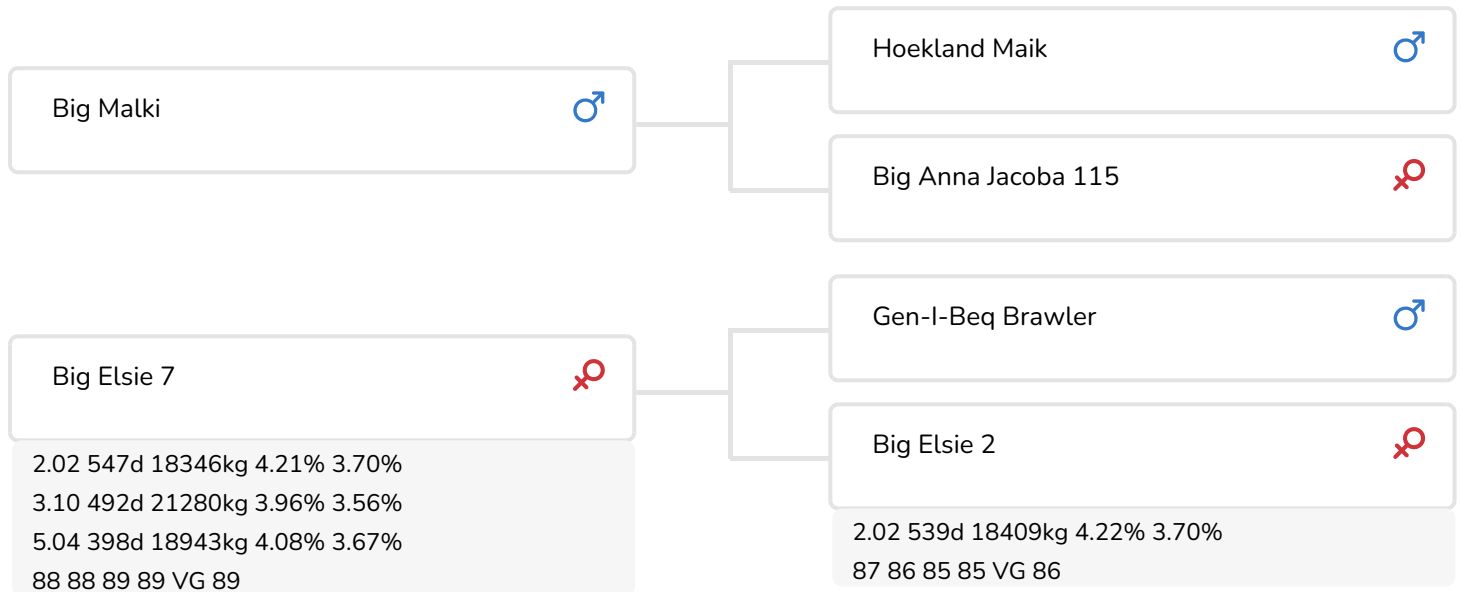 Big Malki
Big Elsie 7
2.02 547d 18346kg 4.21% 3.70%
3.10 492d 21280kg 3.96% 3.56%
5.04 398d 18943kg 4.08% 3.67%
88 88 89 89 VG 89
Hoekland Maik
Big Anna Jacoba 115
Gen-I-Beq Brawler
Big Elsie 2
2.02 539d 18409kg 4.22% 3.70%
87 86 85 85 VG 86